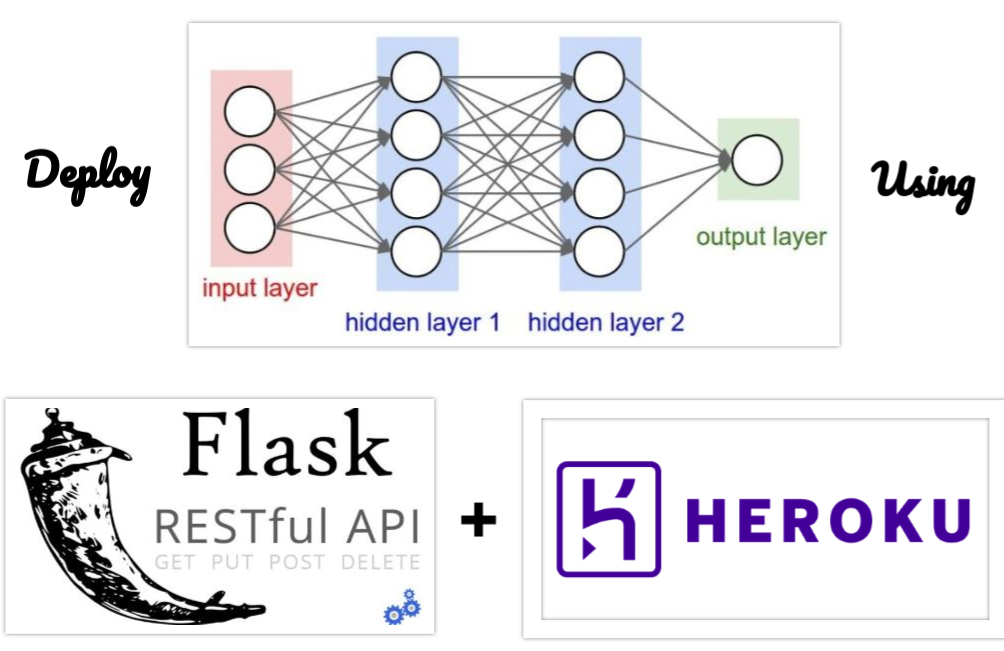 Deploy
Using
input layer
hidden layer 1
hidden layer 2
output layer
Flask
RESTful API
GET PUT POST DELETE
+
HEROKU